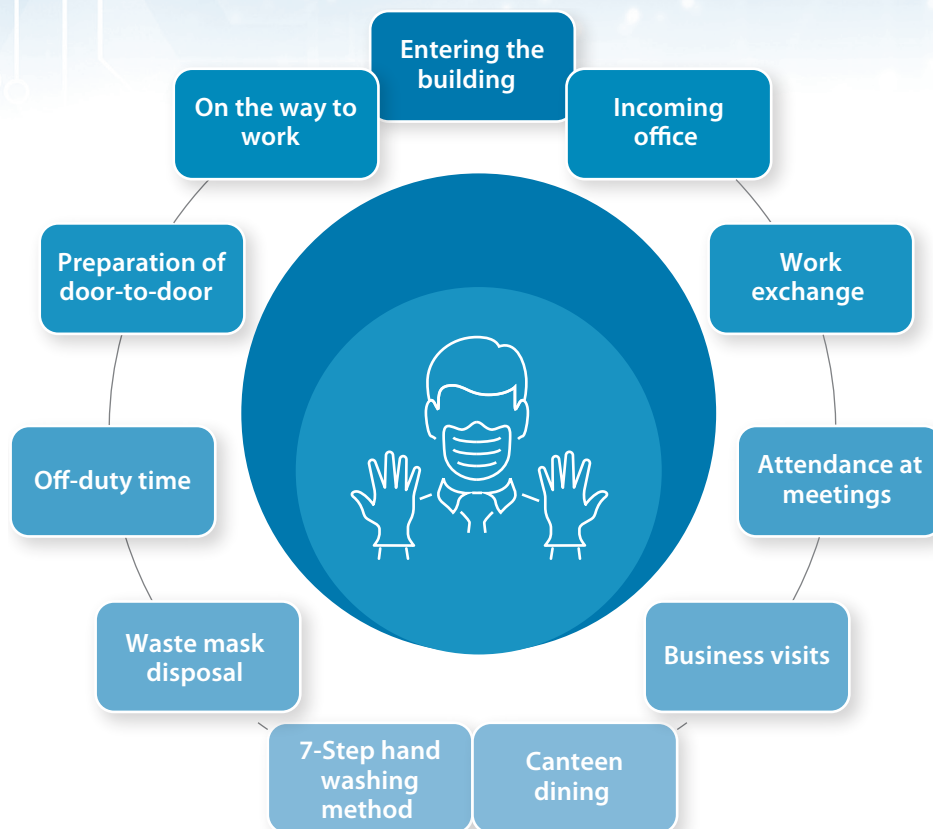 Entering the
building
Incoming
office
Work
exchange
Attendance at
meetings
Business visits
Canteen
dining
7-Step hand
washing
method
Waste mask
disposal
Off-duty time
Preparation of
door-to-door
On the way to
work